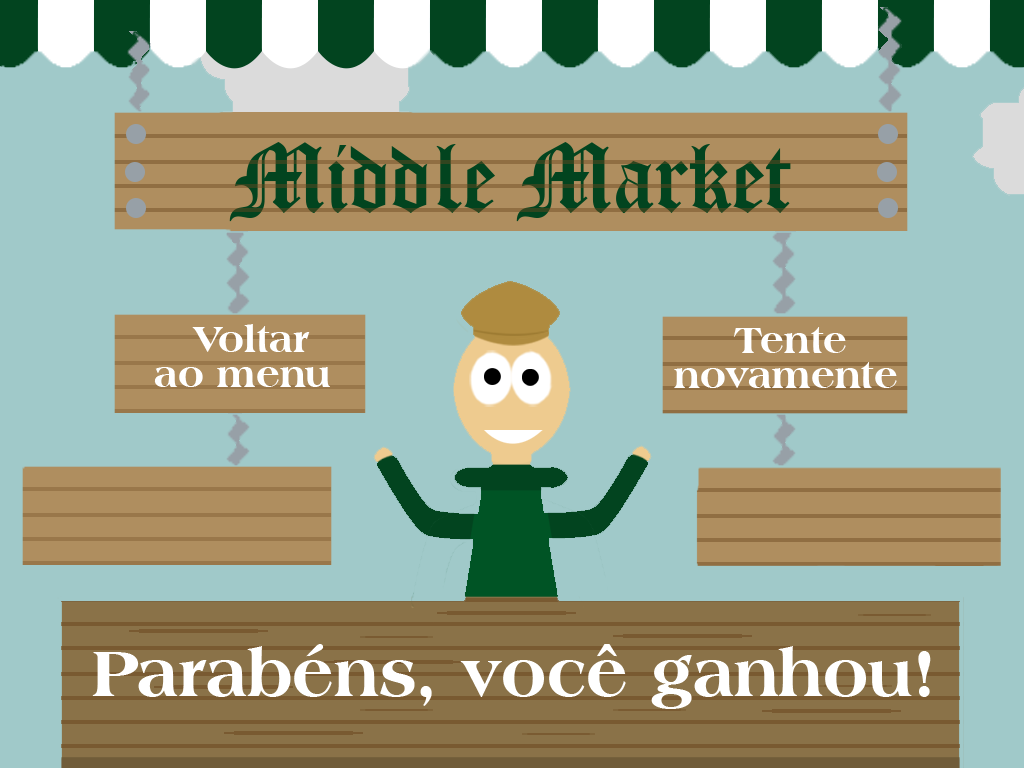 Middle Market
Voltar
ao menu
Tente
novamente
Parabéns, você ganhou!